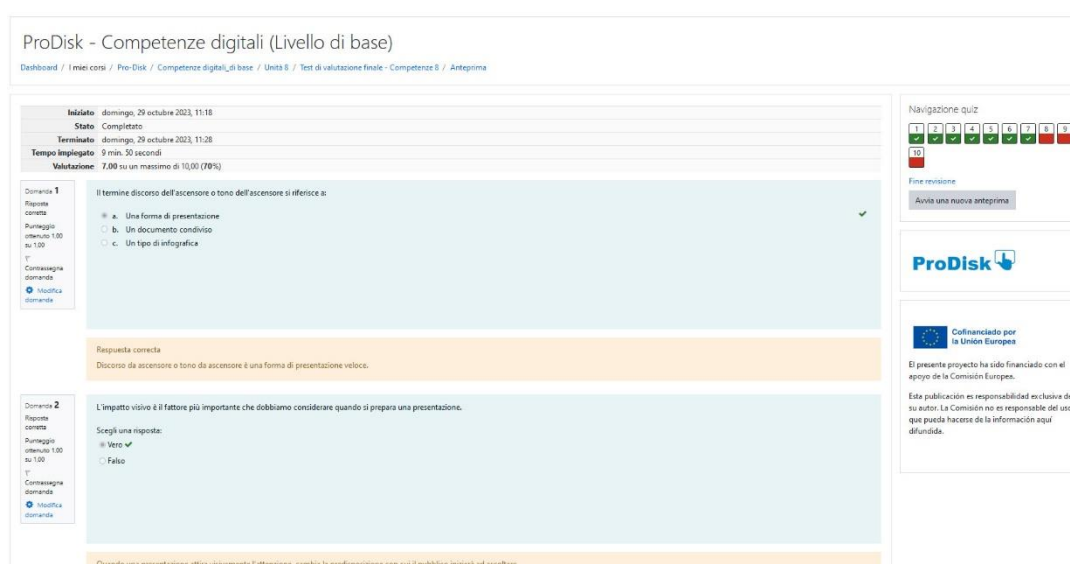 ProDisk - Competenze digitali (Livello di base)
Dashboard / I miei corsi / Pro-Disk / Competenze digitali_di base / Unità 8 / Test di valutazione finale - Competenze 8 / Anteprima
Iniziato domingo, 29 octubre 2023, 11:18
Stato Completato
Terminato domingo, 29 octubre 2023, 11:28
Tempo impiegato 9 min. 50 secondi
Valutazione 7,00 su un massimo di 10,00 (70%)
Domanda 1
Risposta
corretta
Punteggio
ottenuto 1,00
su 1,00
Contrassegna
domanda
Modifica
domanda
Il termine discorso dell'ascensore o tono dell'ascensore si riferisce a:
a. Una forma di presentazione
b. Un documento condiviso
c. Un tipo di infografica
Respuesta correcta
Discorso da ascensore o tono da ascensore è una forma di presentazione veloce.
Domanda 2
Risposta
corretta
Punteggio
ottenuto 1,00
su 1,00
Contrassegna
domanda
Modifica
domanda
L'impatto visivo è il fattore più importante che dobbiamo considerare quando si prepara una presentazione.
Scegli una risposta:
Vero
Falso
Navigazione quiz
1 2 3 4 5 6 7 8 9
10
Fine revisione
Avvia una nuova anteprima
ProDisk
Cofinanciado por
la Unión Europea
El presente proyecto ha sido financiado con el
apoyo de la Comisión Europea.
Esta publicación es responsabilidad exclusiva de
su autor. La Comisión no es responsable del uso
que pueda hacerse de la información aquí
difundida.